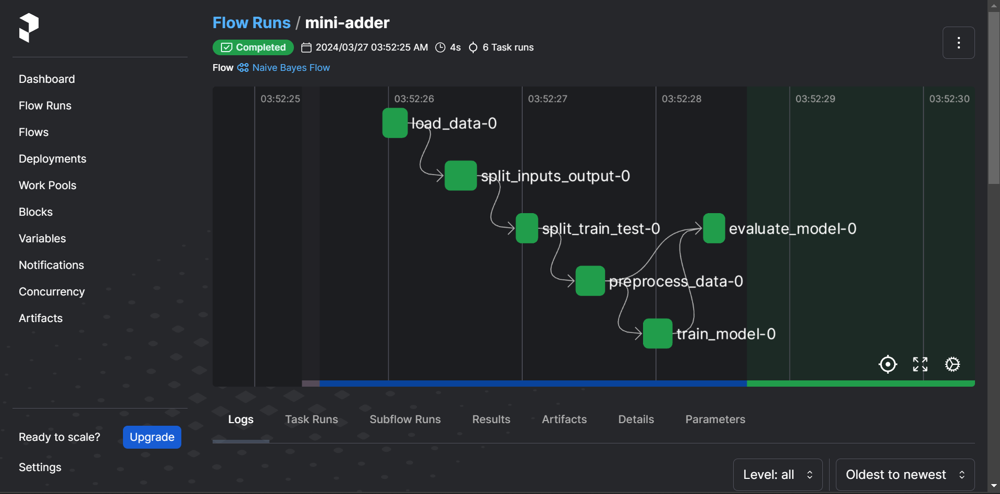 Flow Runs / mini-adder
Completed 2024/03/27 03:52:25 AM 4s 6 Task runs
Flow Naive Bayes Flow
Dashboard
Flow Runs
Flows
Deployments
Work Pools
Blocks
Variables
Notifications
Concurrency
Artifacts
Ready to scale? Upgrade
Settings
03:52:25 03:52:26 03:52:27 03:52:28 03:52:29 03:52:30
load_data-0
split_inputs_output-0
split_train_test-0
evaluate_model-0
preprocess_data-0
train_model-0
Logs Task Runs Subflow Runs Results Artifacts Details Parameters
Level: all Oldest to newest